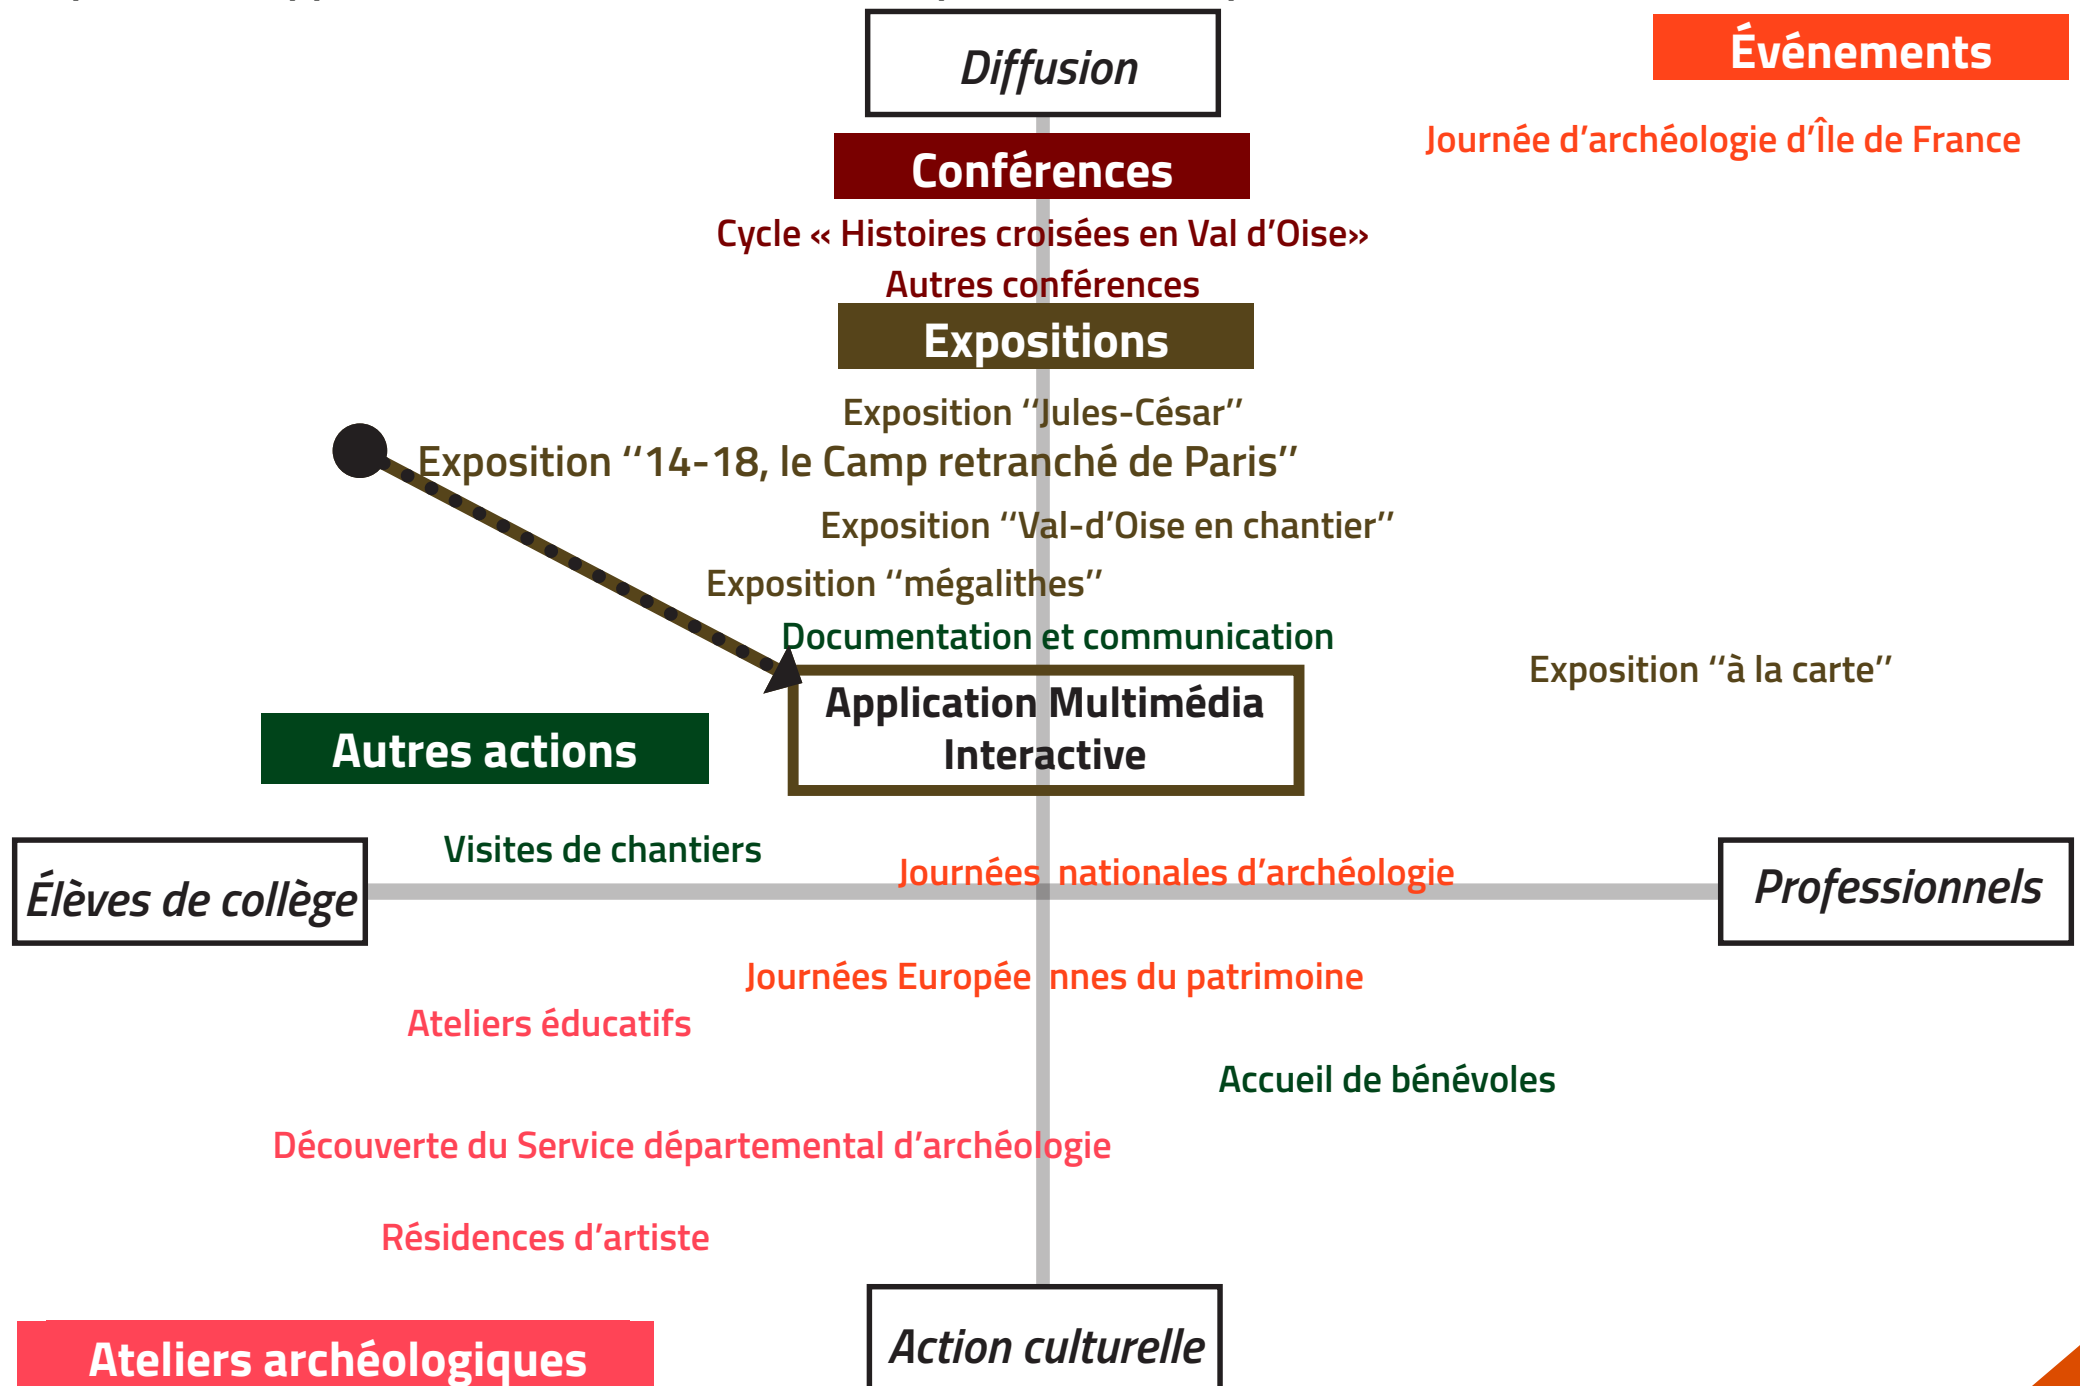 Diffusion
Événements
Journée d’archéologie d’Île de France
Conférences
Cycle « Histoires croisées en Val d’Oise»
Autres conférences
Expositions
Exposition ‘‘Jules-César’’
Exposition ‘‘14-18, le Camp retranché de Paris’’
Exposition ‘‘Val-d’Oise en chantier’’
Exposition ‘‘mégalithes’’
Documentation et communication
Exposition ‘‘à la carte’’
Application Multimédia
Interactive
Autres actions
Visites de chantiers
Journées nationales d’archéologie
Élèves de collège
Professionnels
Journées Europée nnes du patrimoine
Ateliers éducatifs
Accueil de bénévoles
Découverte du Service départemental d’archéologie
Résidences d’artiste
Action culturelle
Ateliers archéologiques